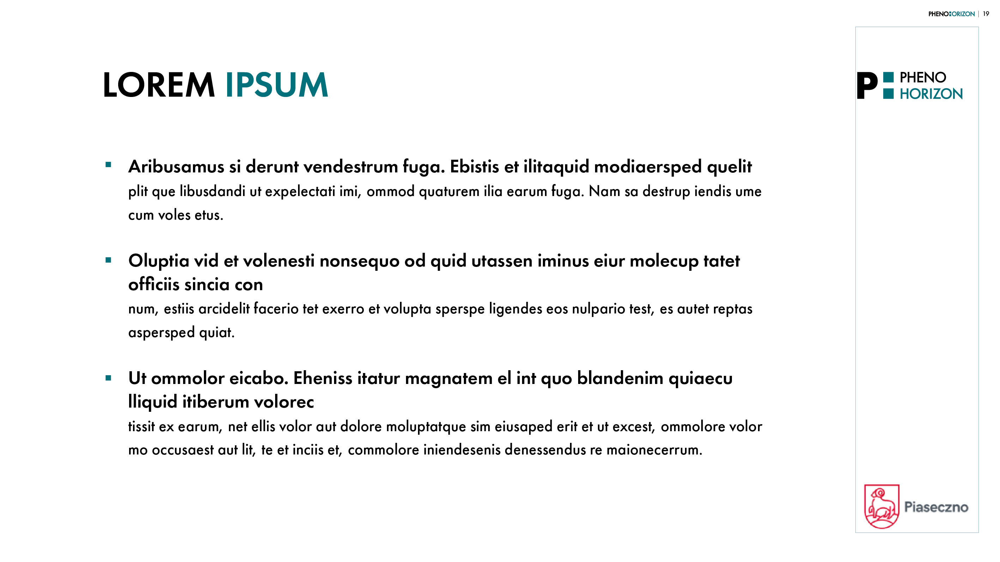 PHENO:ORIZON | 19
LOREM IPSUM
P: PHENO
HORIZON
▪ Aribusamus si derunt vendestrum fuga. Ebistis et ilitaquid modiaersped quelit
plit que libusdandi ut expelectati imi, ommod quaturem ilia earum fuga. Nam sa destrup iendis ume
cum voles etus.
▪ Oluptia vid et volenesti nonsequo od quid utassen iminus eiur molecup tatet
officiis sincia con
num, estiis arcidelit facerio tet exerro et volupta sperspe ligendes eos nulpario test, es autet reptas
aspersped quiat.
▪ Ut ommolor eicabo. Eheniss itatur magnatem el int quo blandenim quiaecu
lliquid itiberum volorec
tissit ex earum, net ellis volor aut dolore moluptatque sim eiusaped erit et ut excest, ommolore volor
mo occusaest aut lit, te et inciis et, commolore iniendesenis denessendus re maionecerrum.
Piaseczno